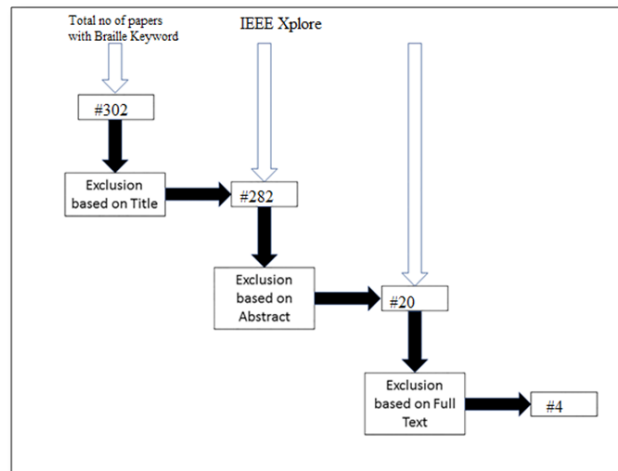 Total no of papers
with Braille Keyword
IEEE Xplore
#302
Exclusion
based on Title
#282
Exclusion
based on
Abstract
#20
Exclusion
based on Full
Text
#4